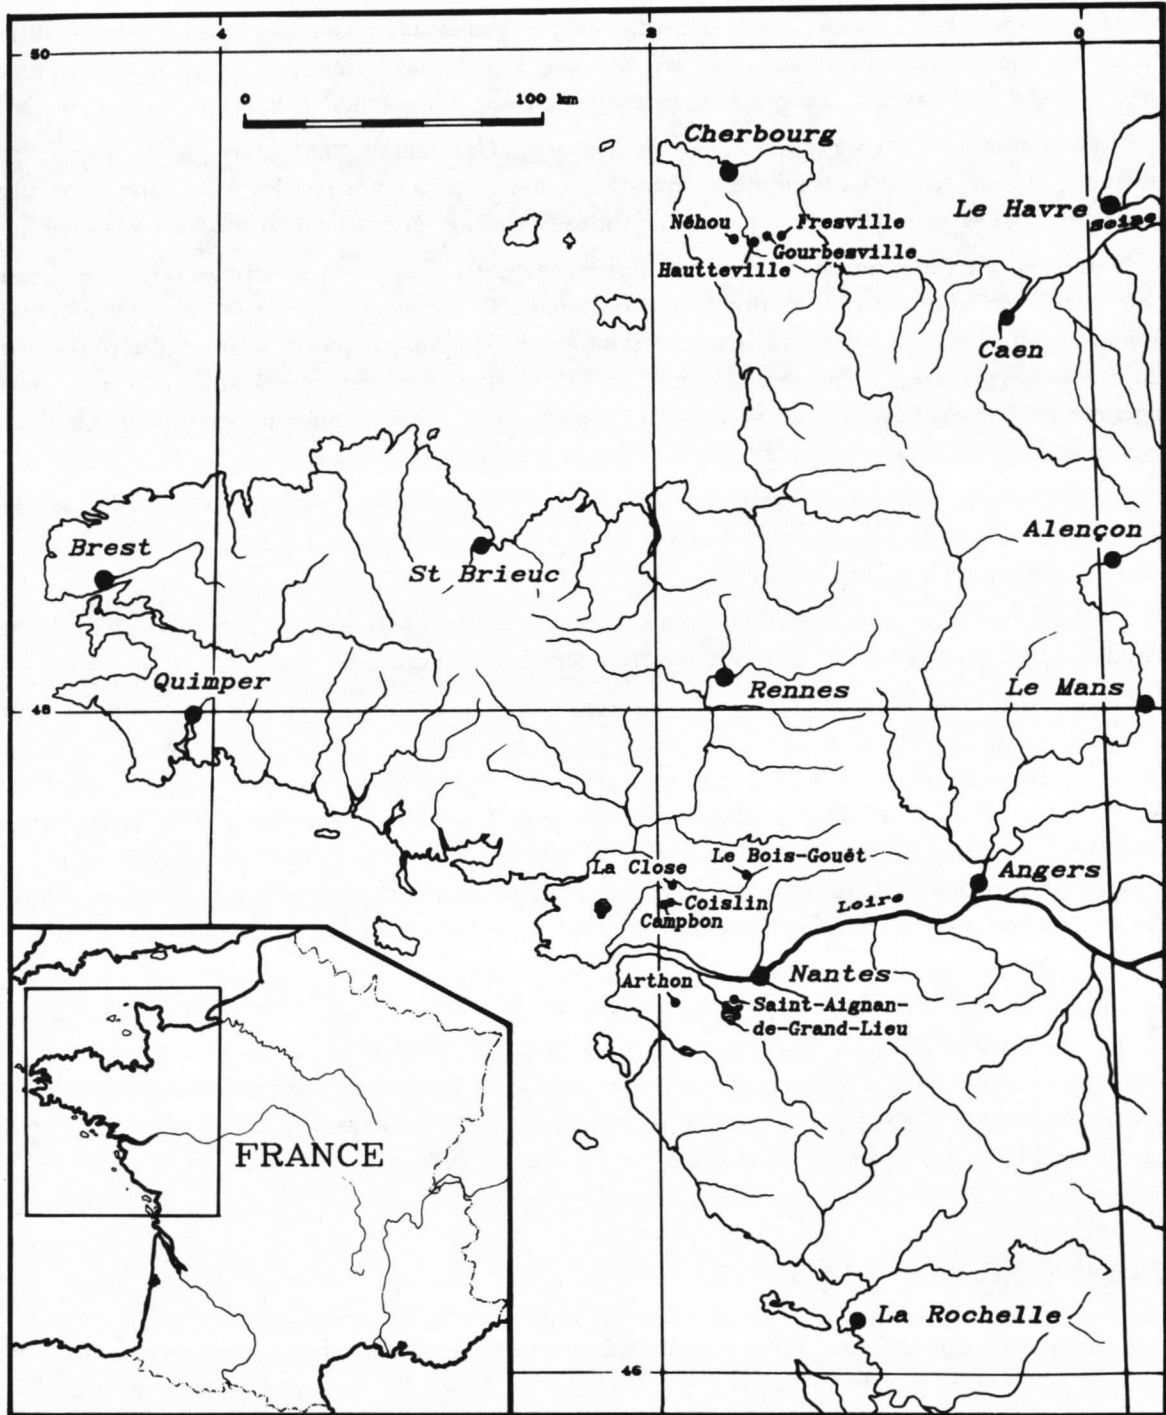 4
2
0
50
0 100 km
Cherbourg
Le Havre
Seine
Néhou
Fresville
Gourbesville
Hautteville
Caen
Alençon
Brest
St Brieuc
Quimper
Rennes
Le Mans
48
Le Bois-Gouët
La Close
Angers
Coislin
Loire
Campbon
Nantes
Arthon
Saint-Aignan-
de-Grand-Lieu
FRANCE
La Rochelle
46